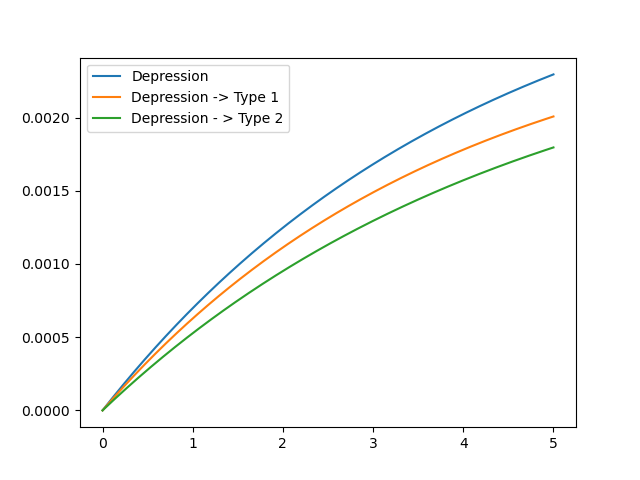 Depression
Depression -> Type 1
Depression - > Type 2
0.0020
0.0015
0.0010
0.0005
0.0000
0 1 2 3 4 5